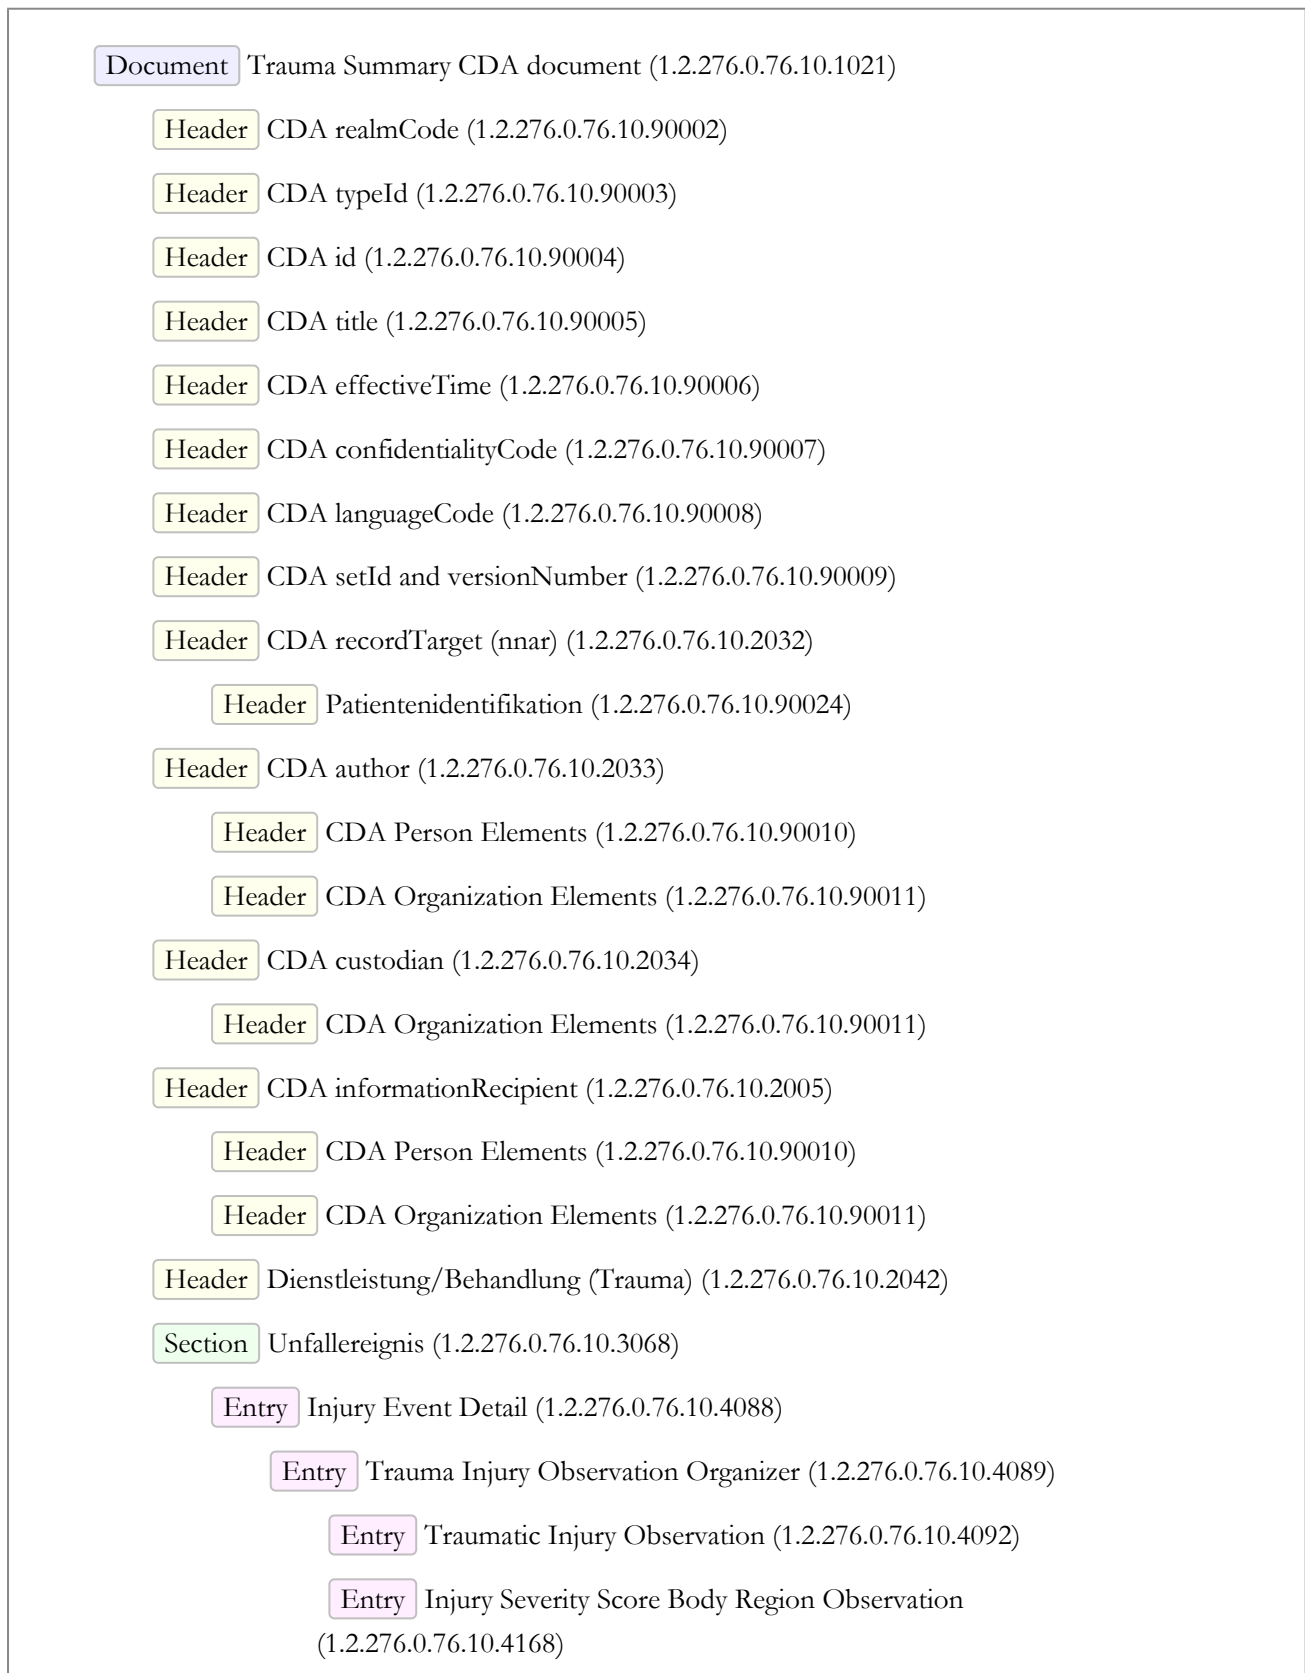 Document Trauma Summary CDA document (1.2.276.0.76.10.1021)
Header CDA realmCode (1.2.276.0.76.10.90002)
Header CDA typeId (1.2.276.0.76.10.90003)
Header CDA id (1.2.276.0.76.10.90004)
Header CDA title (1.2.276.0.76.10.90005)
Header CDA effectiveTime (1.2.276.0.76.10.90006)
Header CDA confidentialityCode (1.2.276.0.76.10.90007)
Header CDA languageCode (1.2.276.0.76.10.90008)
Header CDA setId and versionNumber (1.2.276.0.76.10.90009)
Header CDA recordTarget (nnar) (1.2.276.0.76.10.2032)
Header Patientenidentifikation (1.2.276.0.76.10.90024)
Header CDA author (1.2.276.0.76.10.2033)
Header CDA Person Elements (1.2.276.0.76.10.90010)
Header CDA Organization Elements (1.2.276.0.76.10.90011)
Header CDA custodian (1.2.276.0.76.10.2034)
Header CDA Organization Elements (1.2.276.0.76.10.90011)
Header CDA informationRecipient (1.2.276.0.76.10.2005)
Header CDA Person Elements (1.2.276.0.76.10.90010)
Header CDA Organization Elements (1.2.276.0.76.10.90011)
Header Dienstleistung/Behandlung (Trauma) (1.2.276.0.76.10.2042)
Section Unfallereignis (1.2.276.0.76.10.3068)
Entry Injury Event Detail (1.2.276.0.76.10.4088)
Entry Trauma Injury Observation Organizer (1.2.276.0.76.10.4089)
Entry Traumatic Injury Observation (1.2.276.0.76.10.4092)
Entry Injury Severity Score Body Region Observation
(1.2.276.0.76.10.4168)